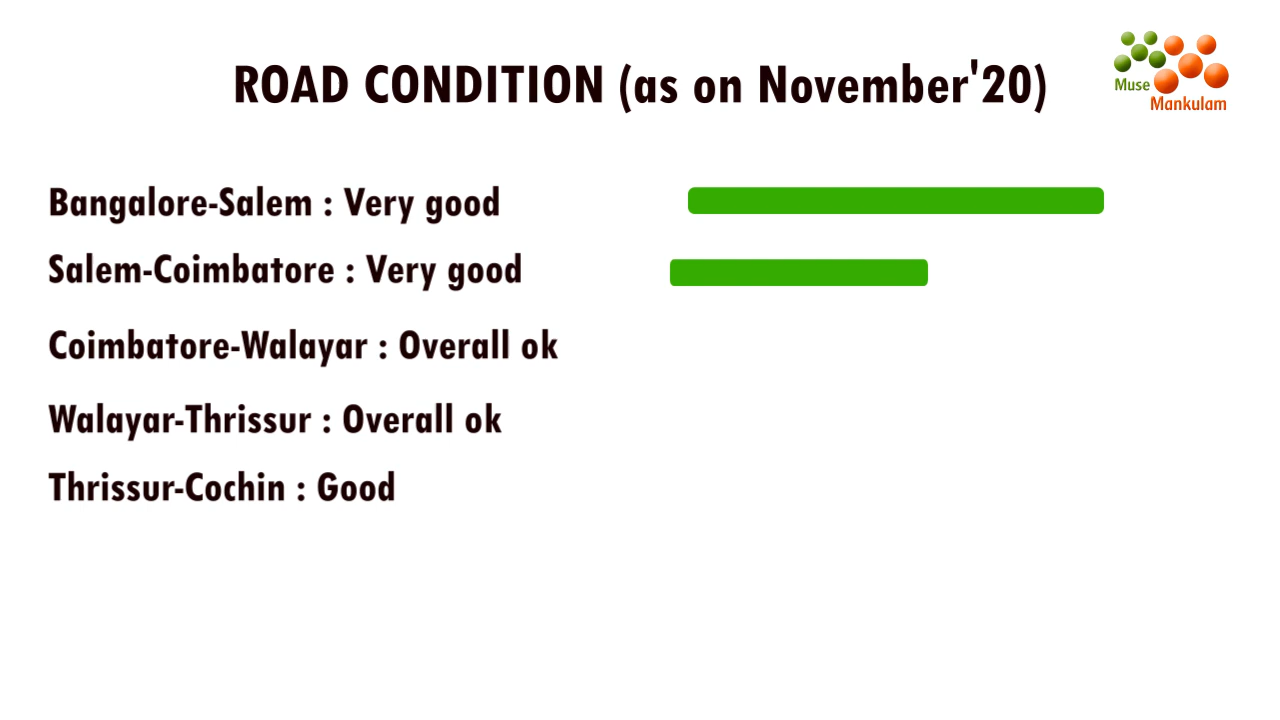 ROAD CONDITION (as on November'20)
Muse
Mankulam
Bangalore-Salem : Very good
Salem-Coimbatore : Very good
Coimbatore-Walayar : Overall ok
Walayar-Thrissur : Overall ok
Thrissur-Cochin : Good